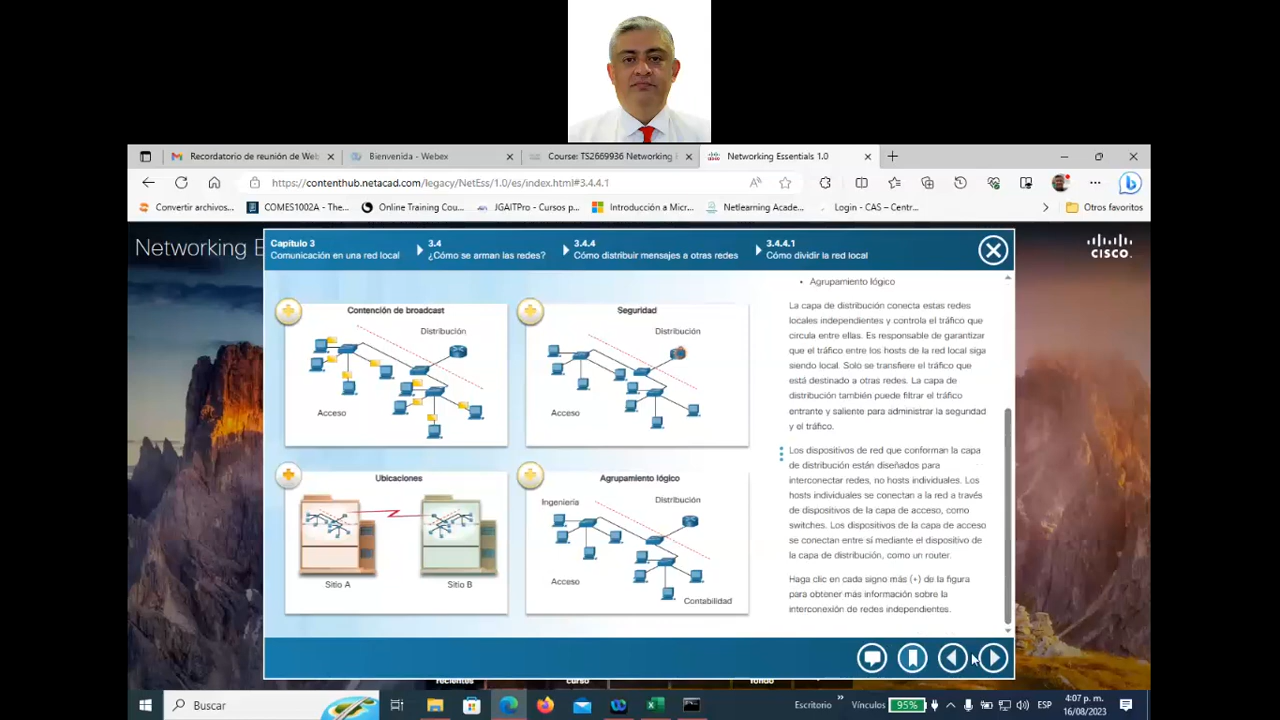 Recordatorio de reunión de Web
Bienvenida - Webex
Course: TS2669936 Networking
Networking Essentials 1.0
https://contenthub.netacad.com/legacy/NetEss/1.0/es/index.html#3.4.4.1
Convertir archivos...
COMES1002A - The...
Online Training Cou...
JGAITPro - Cursos p...
Introducción a Micr...
Netlearning Acade...
Login - CAS – Centr...
Otros favoritos
Networking E
CISCO.
Capítulo 3
Comunicación en una red local
3.4
¿Cómo se arman las redes?
3.4.4
Cómo distribuir mensajes a otras redes
3.4.4.1
Cómo dividir la red local
Contención de broadcast
Distribución
Acceso
Seguridad
Distribución
Acceso
Ubicaciones
Sitio A
Sitio B
Agrupamiento lógico
Ingeniería
Distribución
Acceso
Contabilidad
• Agrupamiento lógico
La capa de distribución conecta estas redes
locales independientes y controla el tráfico que
circula entre ellas. Es responsable de garantizar
que el tráfico entre los hosts de la red local siga
siendo local. Solo se transfiere el tráfico que
está destinado a otras redes. La capa de
distribución también puede filtrar el tráfico
entrante y saliente para administrar la seguridad
y el tráfico.
Los dispositivos de red que conforman la capa
de distribución están diseñados para
interconectar redes, no hosts individuales. Los
hosts individuales se conectan a la red a través
de dispositivos de la capa de acceso, como
switches. Los dispositivos de la capa de acceso
se conectan entre sí mediante el dispositivo de
la capa de distribución, como un router.
Haga clic en cada signo más (+) de la figura
para obtener más información sobre la
interconexión de redes independientes.
recientes
curso
fondo
Buscar
Escritorio
Vínculos
95%
ESP
4:07 p. m.
16/08/2023